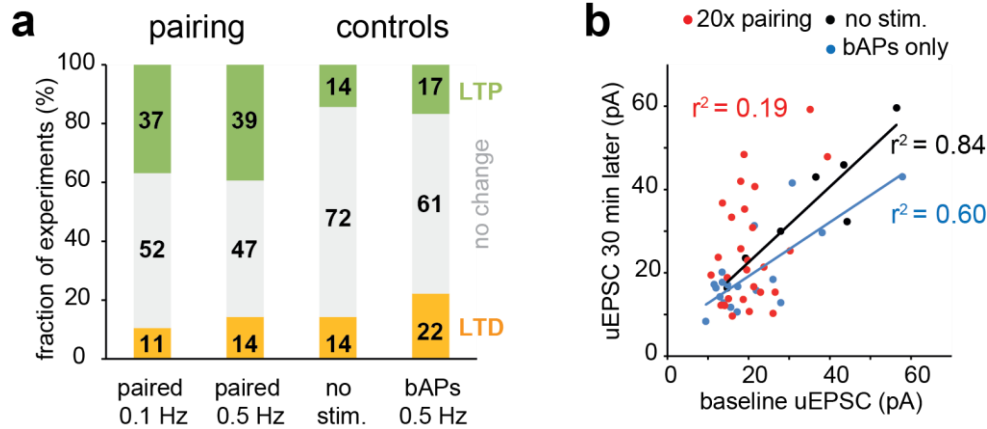 a
pairing controls
fraction of experiments (%)
100
80
60
40
20
0
37 39 14 17
52 47 72 61
11 14 14 22
LTP
no change
LTD
paired 0.1 Hz
paired 0.5 Hz
no stim.
bAPs 0.5 Hz
b
20x pairing no stim.
bAPs only
uEPSC 30 min later (pA)
60
40
20
0
r² = 0.19
r² = 0.84
r² = 0.60
0 20 40 60
baseline uEPSC (pA)